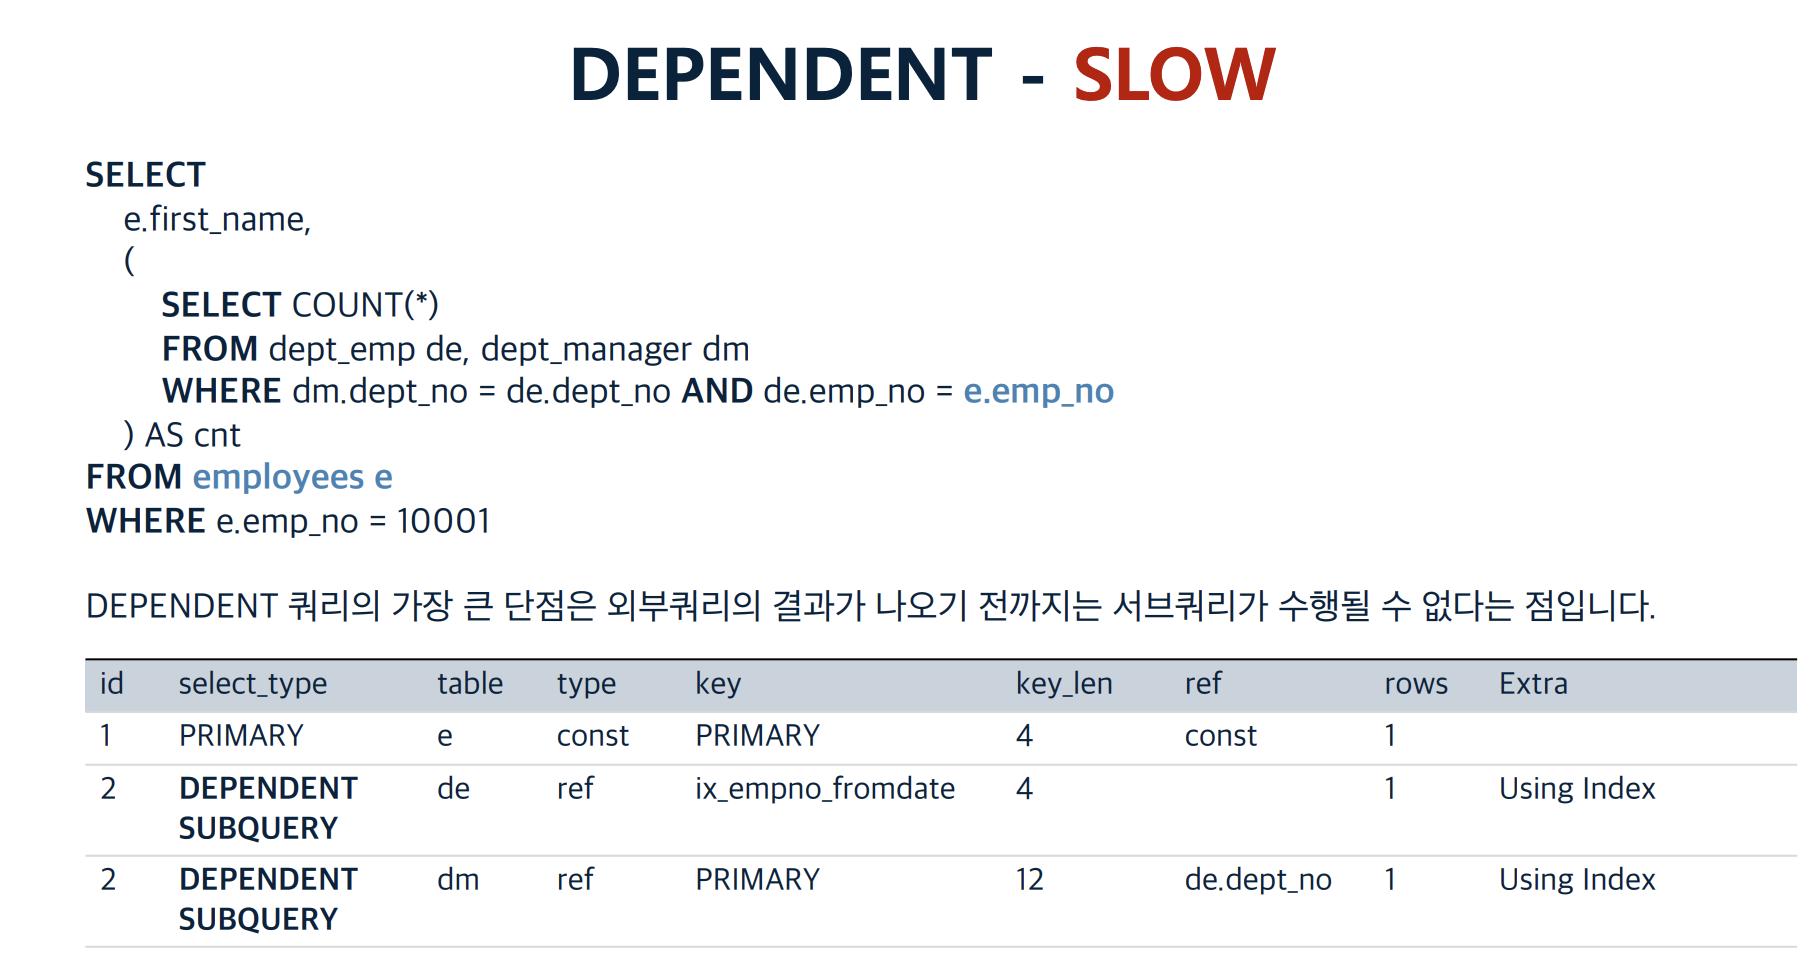 DEPENDENT - SLOW
SELECT
e.first_name,
(
SELECT COUNT(*)
FROM dept_emp de, dept_manager dm
WHERE dm.dept_no = de.dept_no AND de.emp_no = e.emp_no
) AS cnt
FROM employees e
WHERE e.emp_no = 10001
DEPENDENT 쿼리의 가장 큰 단점은 외부쿼리의 결과가 나오기 전까지는 서브쿼리가 수행될 수 없다는 점입니다.
id select_type table type key key_len ref rows Extra
1 PRIMARY e const PRIMARY 4 const 1
2 DEPENDENT de ref ix_empno_fromdate 4 1 Using Index
SUBQUERY
2 DEPENDENT dm ref PRIMARY 12 de.dept_no 1 Using Index
SUBQUERY